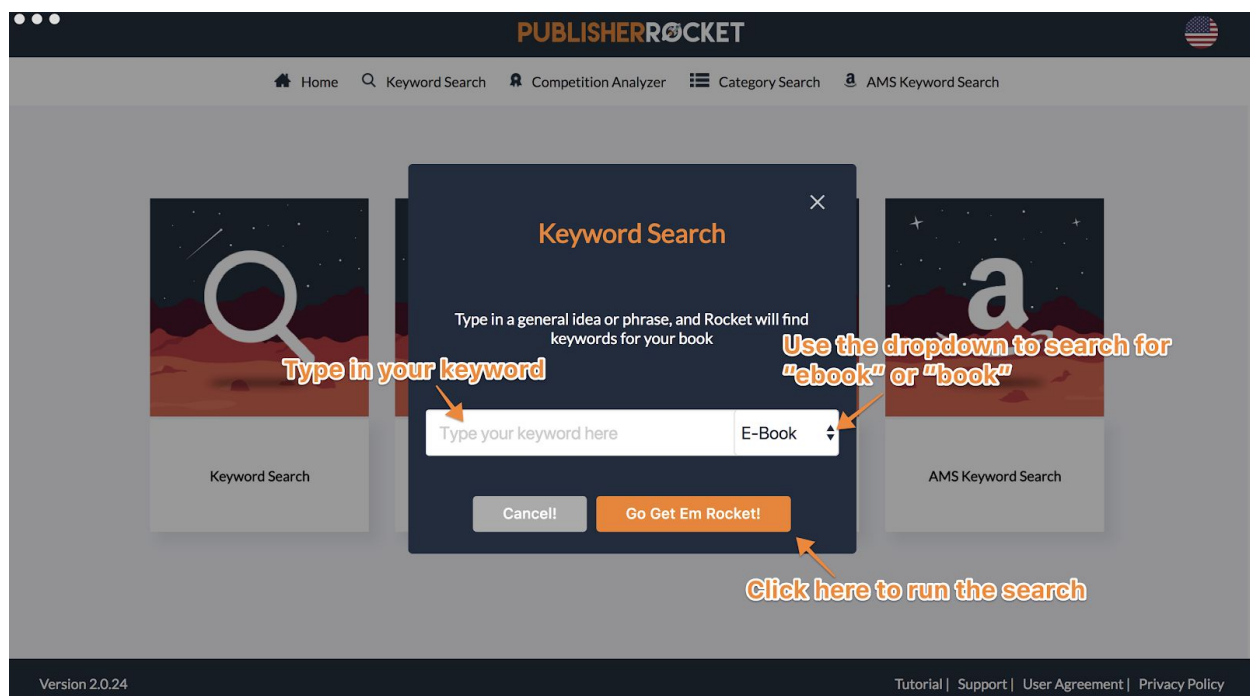 PUBLISHERROCKET
Home Keyword Search Competition Analyzer Category Search AMS Keyword Search
Keyword Search
Type in a general idea or phrase, and Rocket will find
keywords for your book
Type in your keyword
Use the dropdown to search for
"ebook" or "book"
Type your keyword here E-Book
Keyword Search
AMS Keyword Search
Cancel! Go Get Em Rocket!
Click here to run the search
Version 2.0.24 Tutorial | Support | User Agreement | Privacy Policy